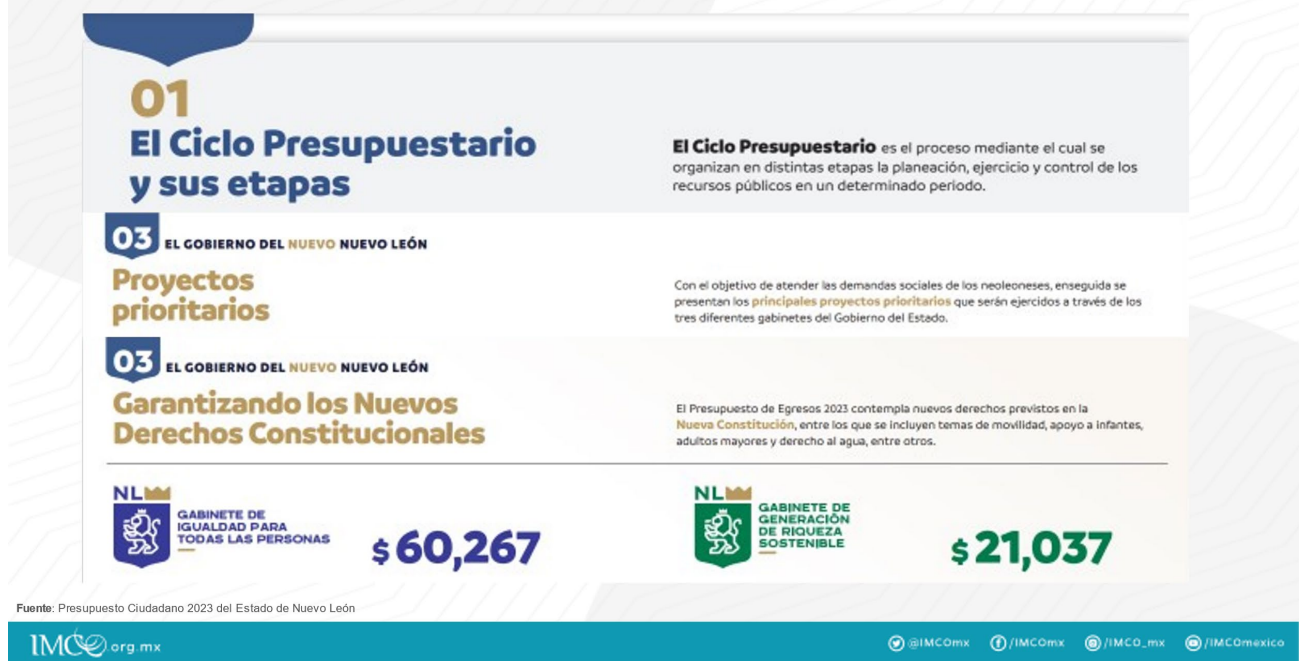 01
El Ciclo Presupuestario
y sus etapas
El Ciclo Presupuestario es el proceso mediante el cual se
organizan en distintas etapas la planeación, ejercicio y control de los
recursos públicos en un determinado periodo.
03 EL GOBIERNO DEL NUEVO NUEVO LEÓN
Proyectos
prioritarios
Con el objetivo de atender las demandas sociales de los neoleoneses, enseguida se
presentan los principales proyectos prioritarios que serán ejercidos a través de los
tres diferentes gabinetes del Gobierno del Estado.
03 EL GOBIERNO DEL NUEVO NUEVO LEÓN
Garantizando los Nuevos
Derechos Constitucionales
El Presupuesto de Egresos 2023 contempla nuevos derechos previstos en la
Nueva Constitución, entre los que se incluyen temas de movilidad, apoyo a infantes,
adultos mayores y derecho al agua, entre otros.
NL
GABINETE DE
IGUALDAD PARA
TODAS LAS PERSONAS
$60,267
NL
GABINETE DE
GENERACIÓN
DE RIQUEZA
SOSTENIBLE
$21,037
Fuente: Presupuesto Ciudadano 2023 del Estado de Nuevo León
IMCO.org.mx
@IMCOmx
/IMCOmx
/IMCO_mx
/IMCOmexico